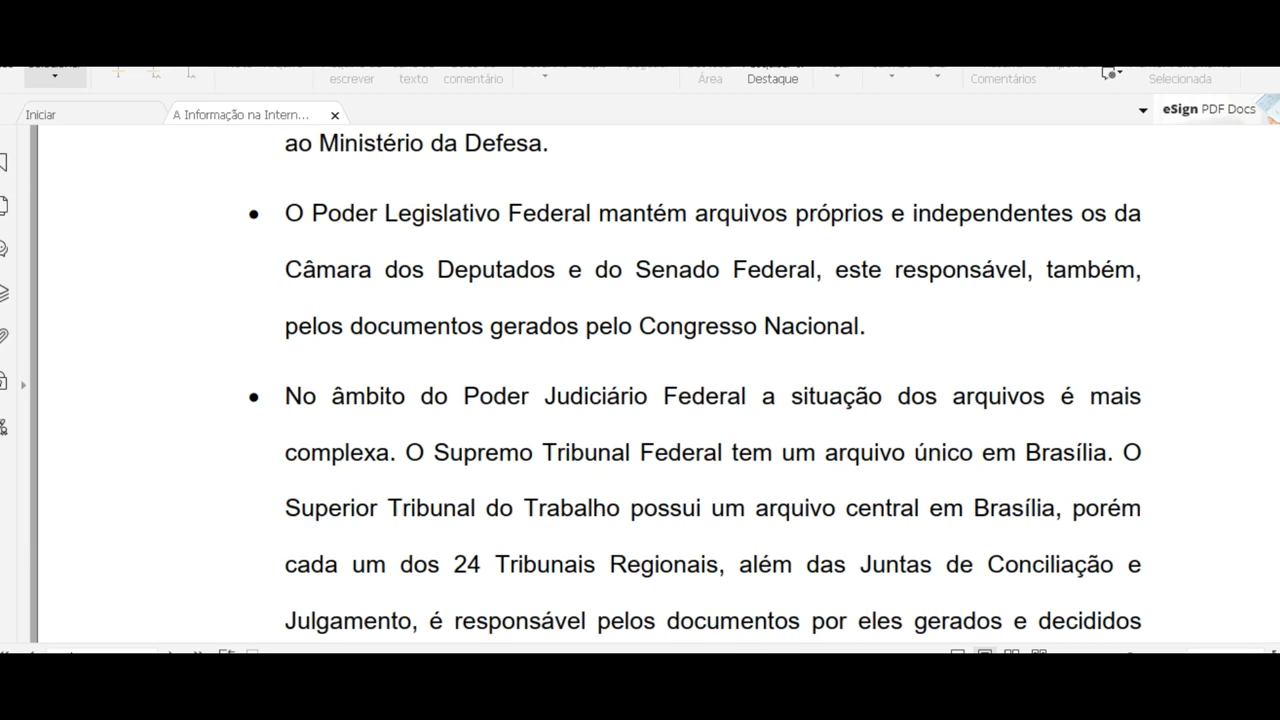 escrever
texto
comentário
Área
Destaque
Comentários
Selecionada
Iniciar
A Informação na Intern...
eSign PDF Docs
ao Ministério da Defesa.
• O Poder Legislativo Federal mantém arquivos próprios e independentes os da
Câmara dos Deputados e do Senado Federal, este responsável, também,
pelos documentos gerados pelo Congresso Nacional.
• No âmbito do Poder Judiciário Federal a situação dos arquivos é mais
complexa. O Supremo Tribunal Federal tem um arquivo único em Brasília. O
Superior Tribunal do Trabalho possui um arquivo central em Brasília, porém
cada um dos 24 Tribunais Regionais, além das Juntas de Conciliação e
Julgamento, é responsável pelos documentos por eles gerados e decididos